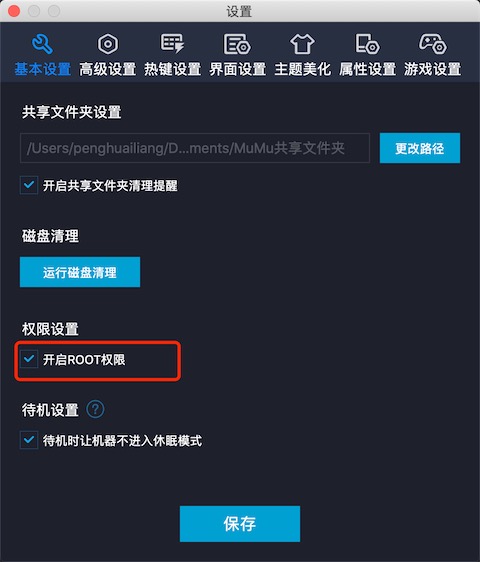 设置
基本设置 高级设置 热键设置 界面设置 主题美化 属性设置 游戏设置
共享文件夹设置
/Users/penghuailiang/D...ments/MuMu共享文件夹 更改路径
开启共享文件夹清理提醒
磁盘清理
运行磁盘清理
权限设置
开启ROOT权限
待机设置 ?
待机时让机器不进入休眠模式
保存